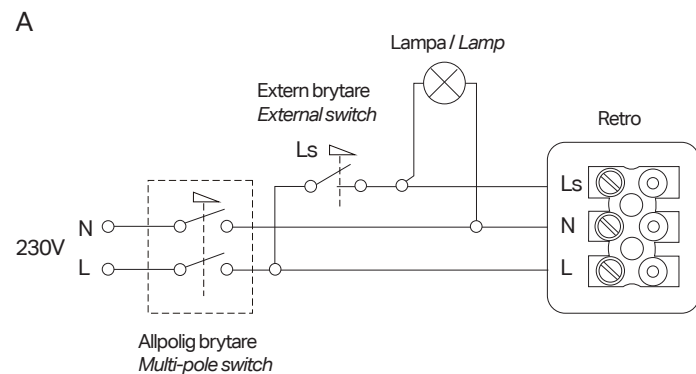 A
Lampa / Lamp
Extern brytare
External switch
Retro
Ls
Ls
N
N
230V
L
L
Allpolig brytare
Multi-pole switch